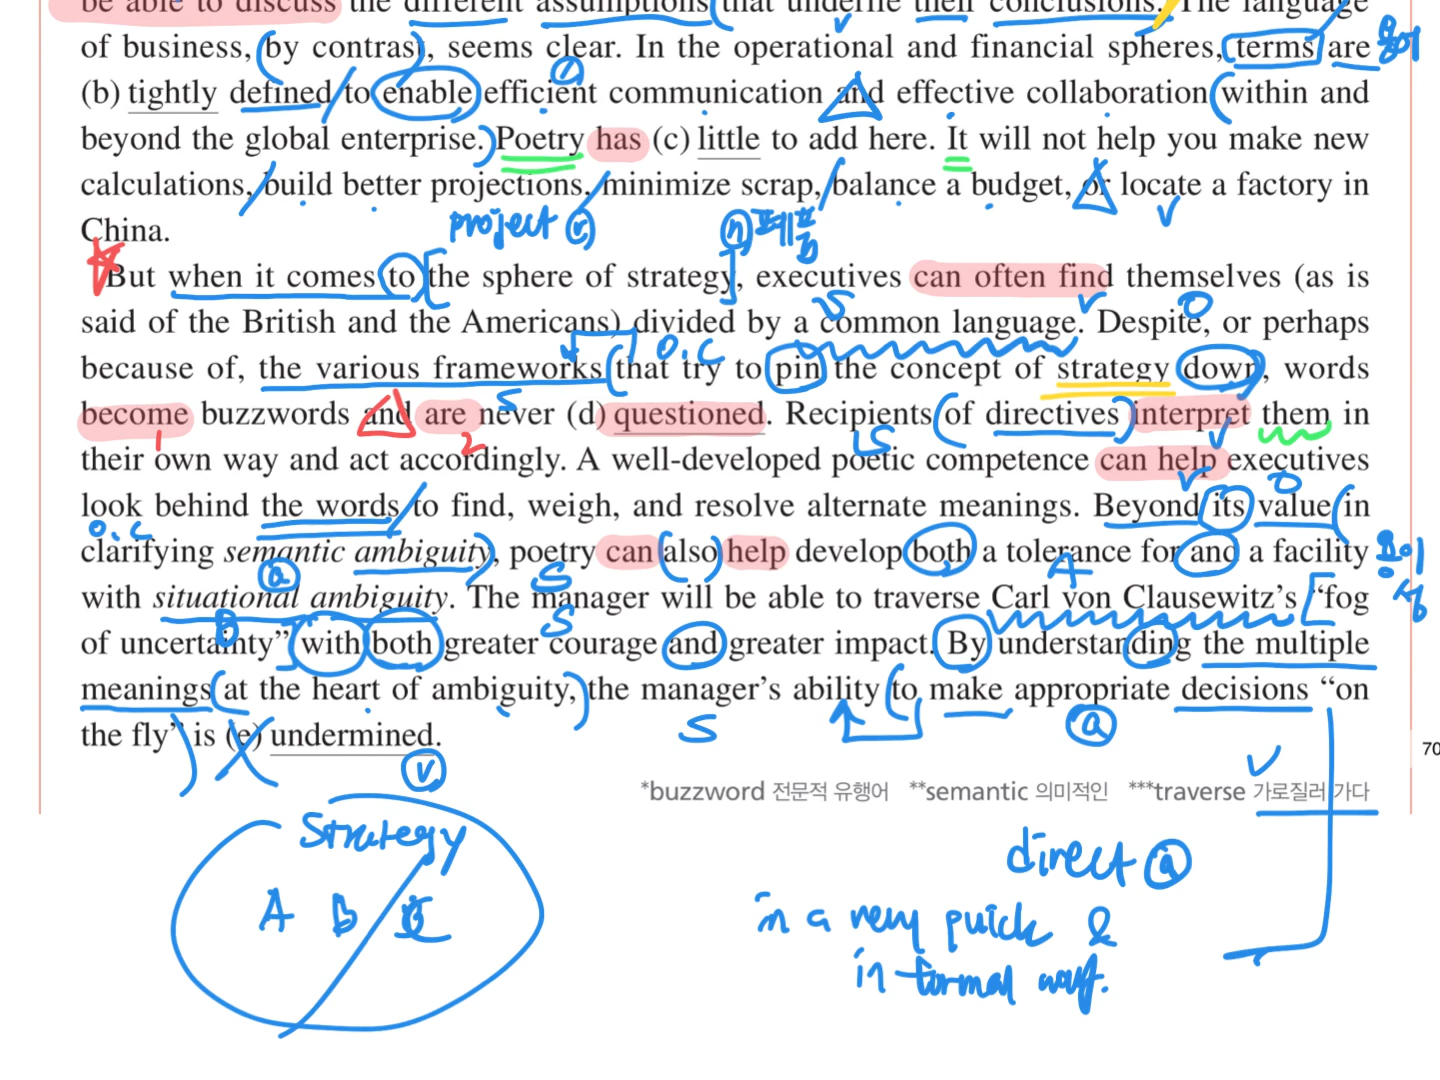 be able to discuss the different assumptions that underlie their conclusions. The language
of business, by contrast, seems clear. In the operational and financial spheres, terms are 용어
(b) tightly defined to enable efficient communication and effective collaboration within and
beyond the global enterprise. Poetry has (c) little to add here. It will not help you make new
calculations, build better projections, minimize scrap, balance a budget, or locate a factory in
China.
project ⓥ ⓝ 폐품
But when it comes to the sphere of strategy, executives can often find themselves (as is
said of the British and the Americans) divided by a common language. Despite, or perhaps
because of, the various frameworks that try to pin the concept of strategy down, words
become buzzwords and are never (d) questioned. Recipients of directives interpret them in
their own way and act accordingly. A well-developed poetic competence can help executives
look behind the words to find, weigh, and resolve alternate meanings. Beyond its value in
clarifying semantic ambiguity, poetry can also help develop both a tolerance for and a facility
with situational ambiguity. The manager will be able to traverse Carl von Clausewitz's "fog
of uncertainty" with both greater courage and greater impact. By understanding the multiple
meanings at the heart of ambiguity, the manager's ability to make appropriate decisions "on
the fly" is (e) undermined.
70
*buzzword 전문적 유행어 **semantic 의미적인 ***traverse 가로질러 가다
Strategy
A B C
direct ⓐ
in a very quick &
informal way.